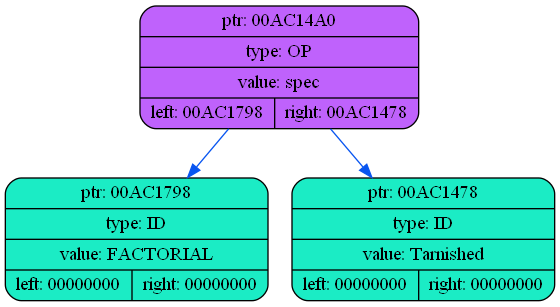 ptr: 00AC14A0
type: OP
value: spec
left: 00AC1798 right: 00AC1478
ptr: 00AC1798
type: ID
value: FACTORIAL
left: 00000000 right: 00000000
ptr: 00AC1478
type: ID
value: Tarnished
left: 00000000 right: 00000000